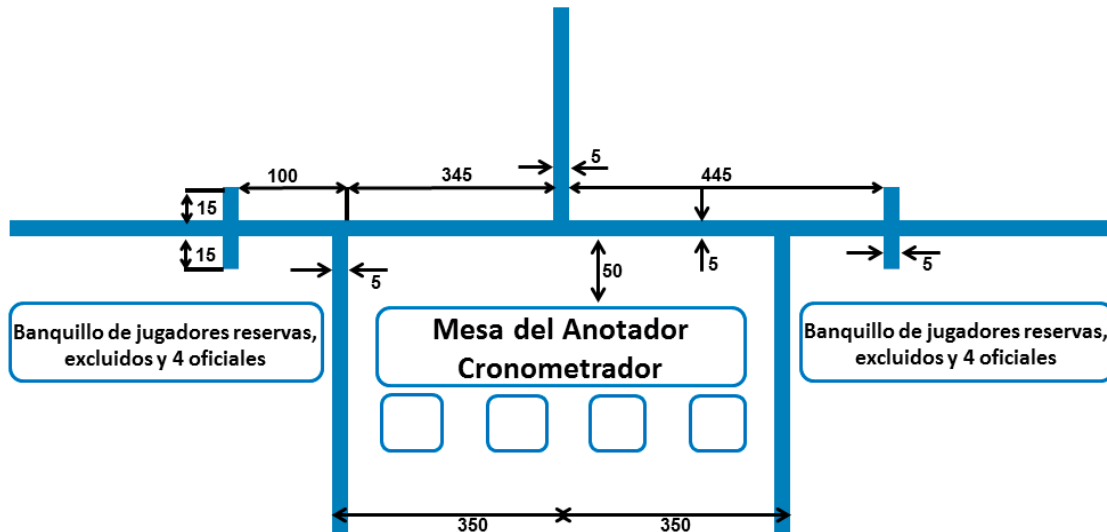 5
100
345
445
15
15
5
50
5
5
Banquillo de jugadores reservas,
excluidos y 4 oficiales
Mesa del Anotador
Cronometrador
Banquillo de jugadores reservas,
excluidos y 4 oficiales
350
350